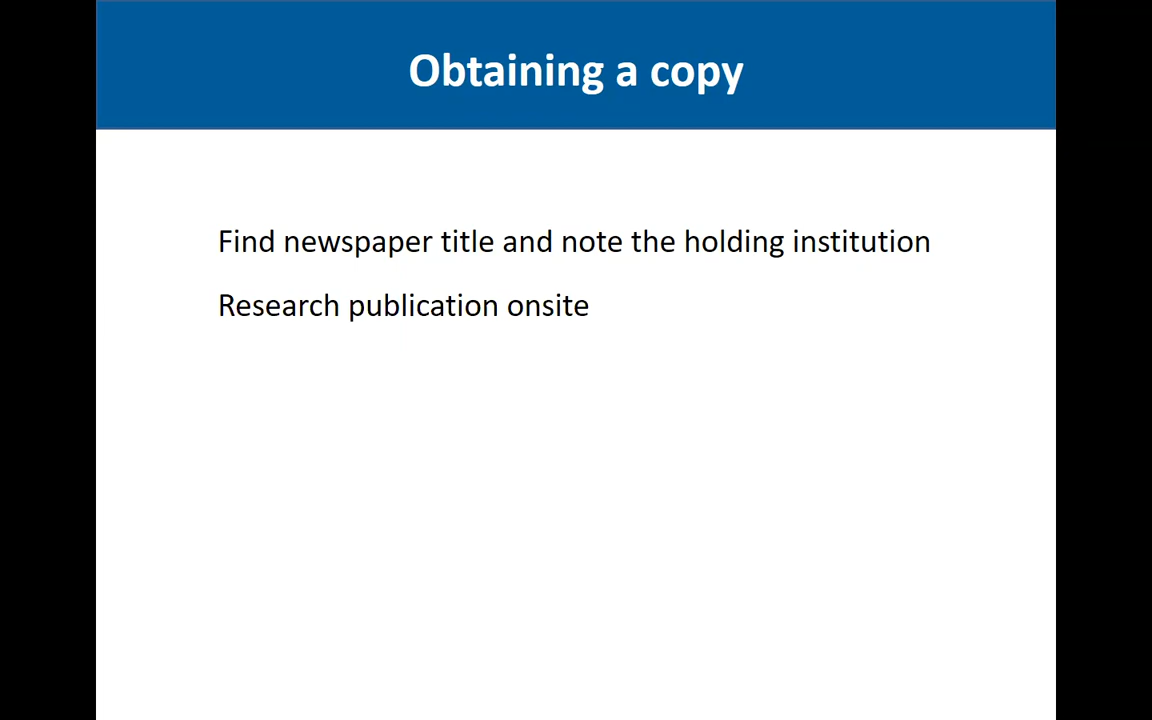 Obtaining a copy
Find newspaper title and note the holding institution
Research publication onsite